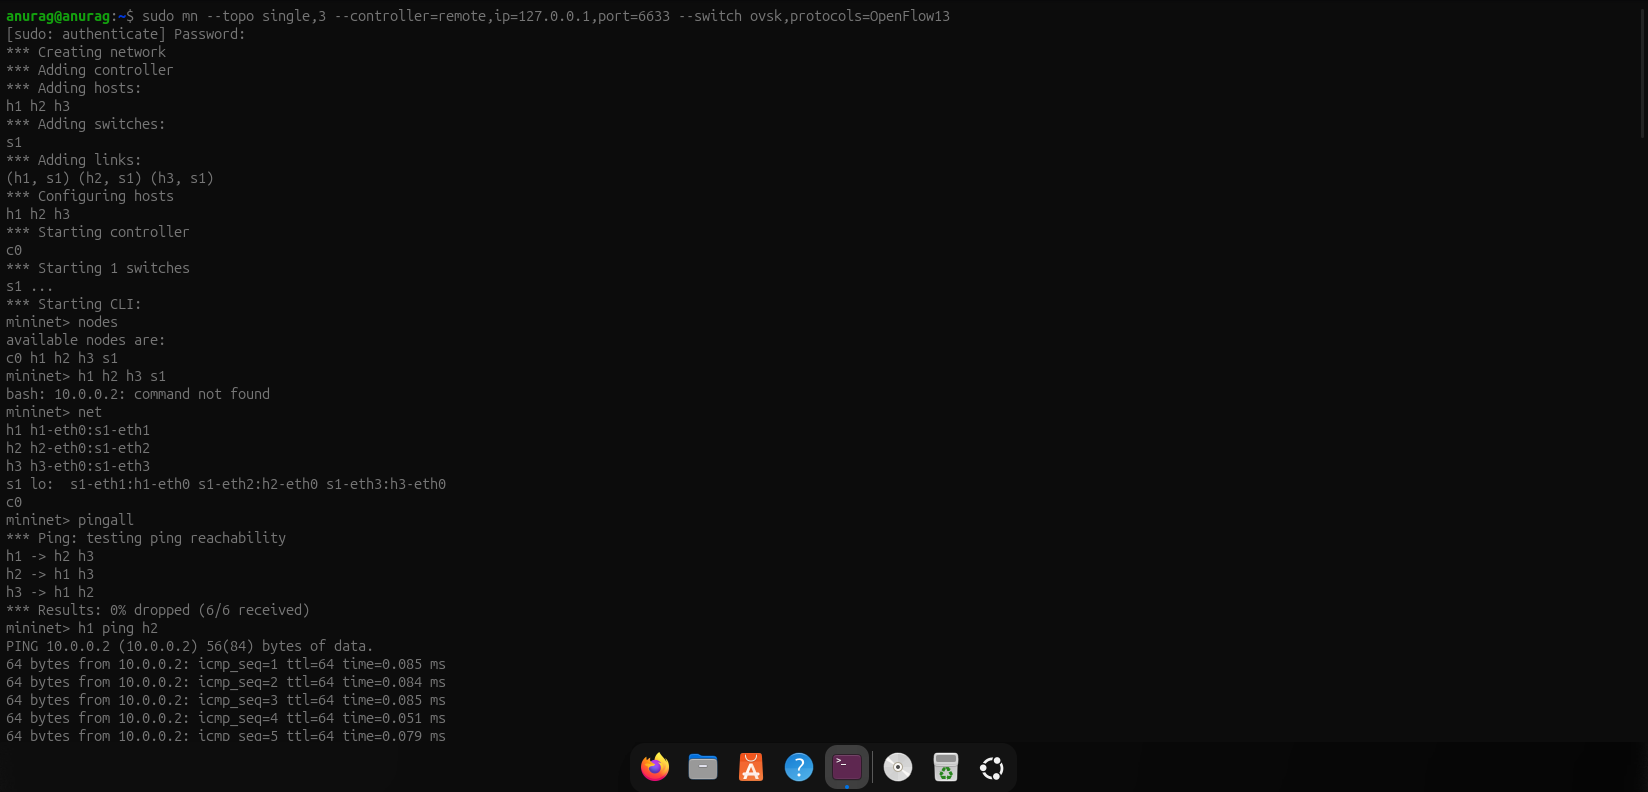 anurag@anurag:~$ sudo mn --topo single,3 --controller=remote,ip=127.0.0.1,port=6633 --switch ovsk,protocols=OpenFlow13
[sudo: authenticate] Password:
*** Creating network
*** Adding controller
*** Adding hosts:
h1 h2 h3
*** Adding switches:
s1
*** Adding links:
(h1, s1) (h2, s1) (h3, s1)
*** Configuring hosts
h1 h2 h3
*** Starting controller
c0
*** Starting 1 switches
s1 ...
*** Starting CLI:
mininet> nodes
available nodes are:
c0 h1 h2 h3 s1
mininet> h1 h2 h3 s1
bash: 10.0.0.2: command not found
mininet> net
h1 h1-eth0:s1-eth1
h2 h2-eth0:s1-eth2
h3 h3-eth0:s1-eth3
s1 lo:  s1-eth1:h1-eth0 s1-eth2:h2-eth0 s1-eth3:h3-eth0
c0
mininet> pingall
*** Ping: testing ping reachability
h1 -> h2 h3
h2 -> h1 h3
h3 -> h1 h2
*** Results: 0% dropped (6/6 received)
mininet> h1 ping h2
PING 10.0.0.2 (10.0.0.2) 56(84) bytes of data.
64 bytes from 10.0.0.2: icmp_seq=1 ttl=64 time=0.085 ms
64 bytes from 10.0.0.2: icmp_seq=2 ttl=64 time=0.084 ms
64 bytes from 10.0.0.2: icmp_seq=3 ttl=64 time=0.085 ms
64 bytes from 10.0.0.2: icmp_seq=4 ttl=64 time=0.051 ms
64 bytes from 10.0.0.2: icmp_seq=5 ttl=64 time=0.079 ms